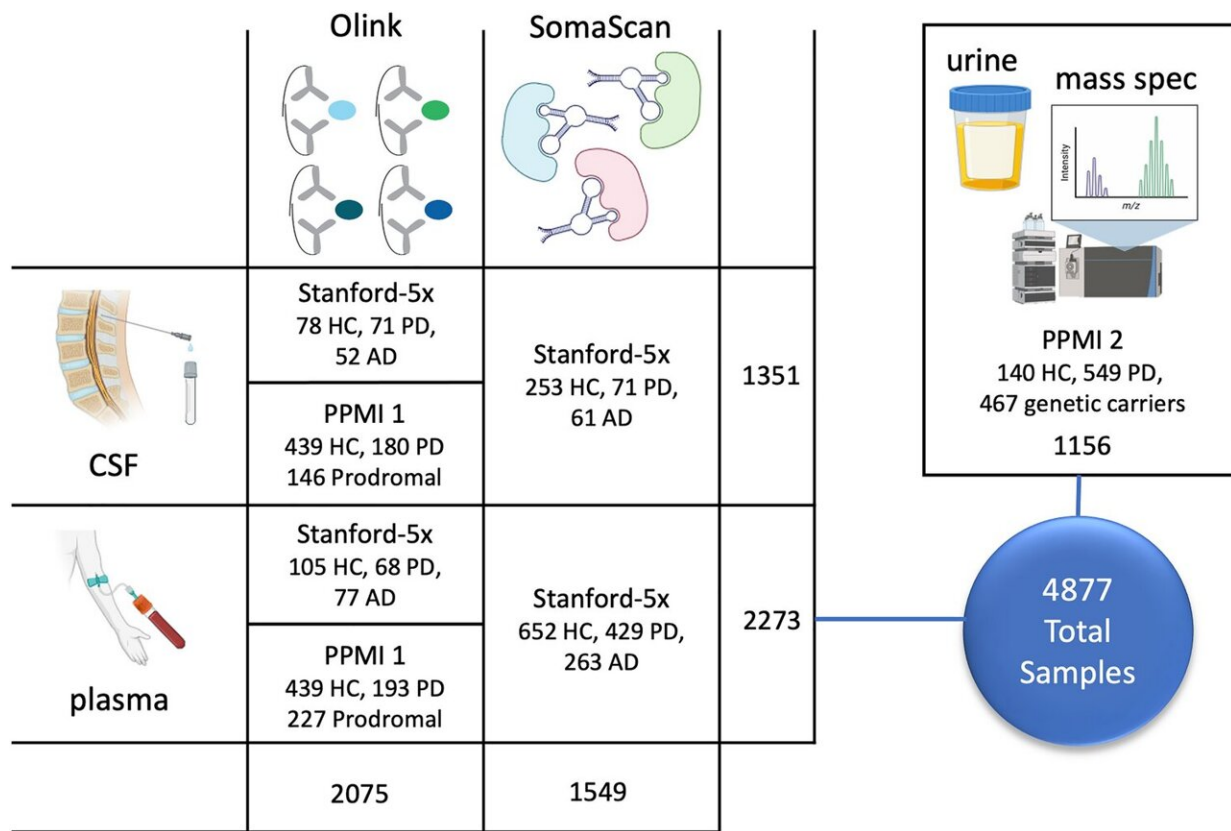 Olink
SomaScan
Stanford-5x
78 HC, 71 PD,
52 AD
Stanford-5x
253 HC, 71 PD,
61 AD
1351
PPMI 1
439 HC, 180 PD
146 Prodromal
CSF
Stanford-5x
105 HC, 68 PD,
77 AD
Stanford-5x
652 HC, 429 PD,
263 AD
2273
PPMI 1
439 HC, 193 PD
227 Prodromal
plasma
2075
1549
urine
mass spec
Intensity
m/z
PPMI 2
140 HC, 549 PD,
467 genetic carriers
1156
4877
Total
Samples